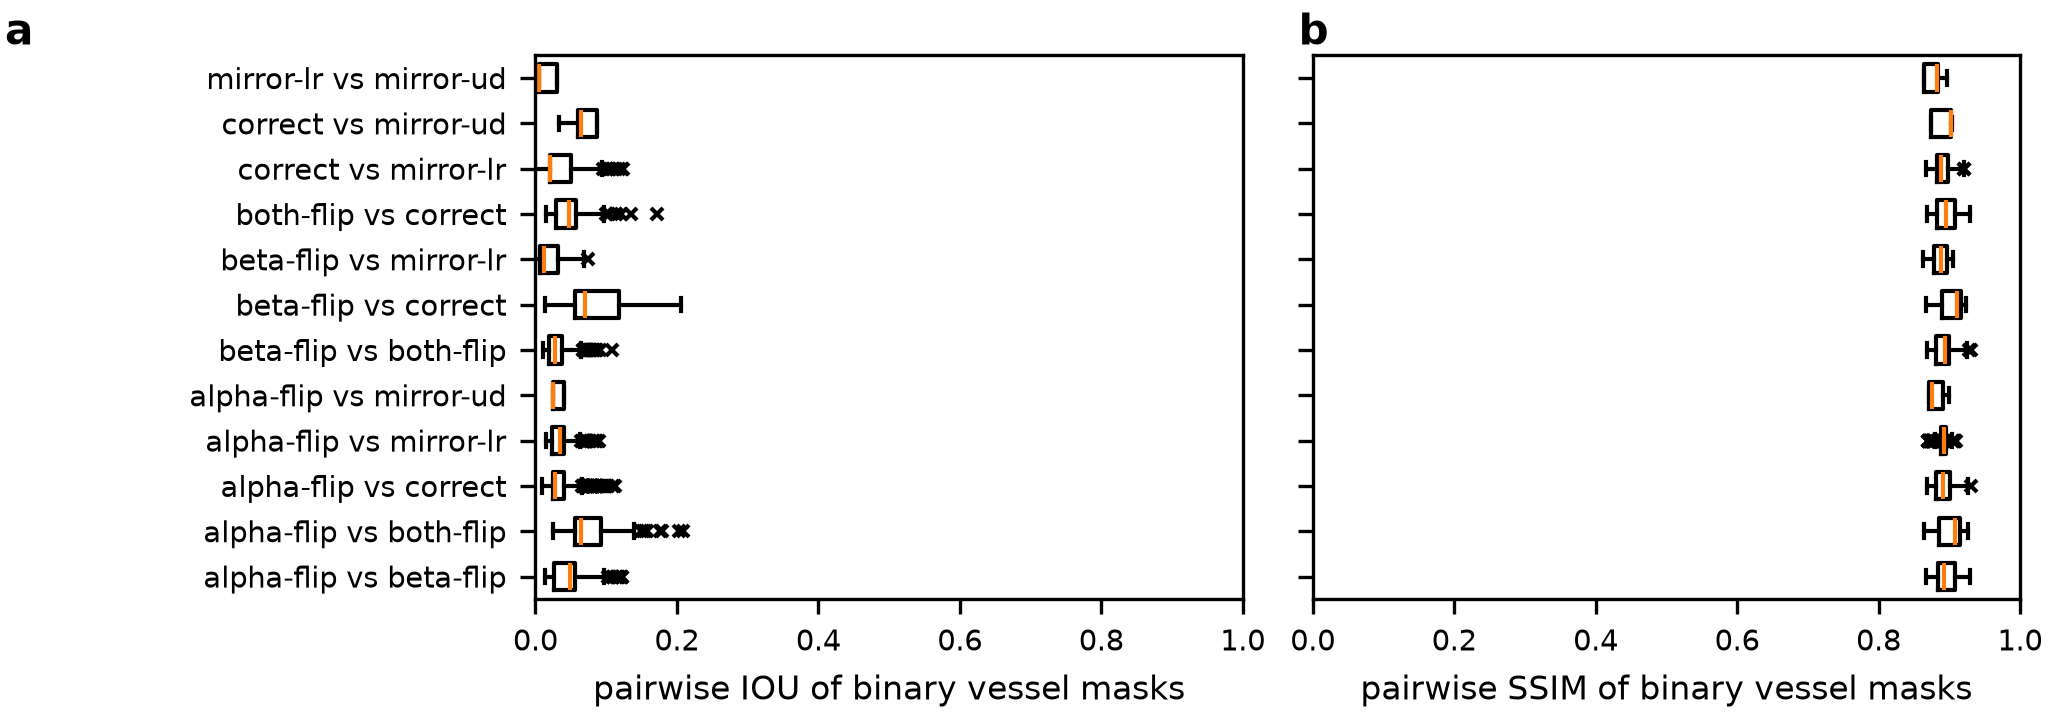 a
b
mirror-lr vs mirror-ud
correct vs mirror-ud
correct vs mirror-lr
both-flip vs correct
beta-flip vs mirror-lr
beta-flip vs correct
beta-flip vs both-flip
alpha-flip vs mirror-ud
alpha-flip vs mirror-lr
alpha-flip vs correct
alpha-flip vs both-flip
alpha-flip vs beta-flip
0.0 0.2 0.4 0.6 0.8 1.0
pairwise IOU of binary vessel masks
0.0 0.2 0.4 0.6 0.8 1.0
pairwise SSIM of binary vessel masks